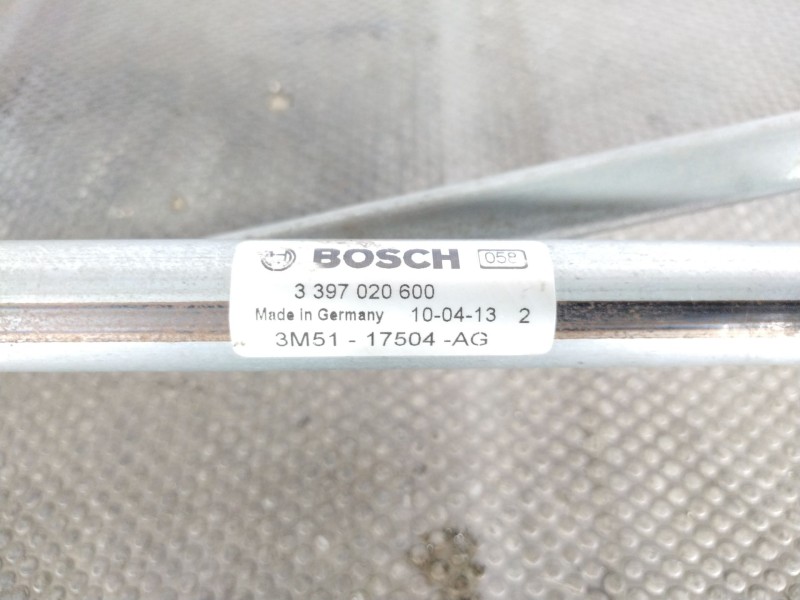 BOSCH 058
3 397 020 600
Made in Germany 10-04-13 2
3M51 - 17504 -AG